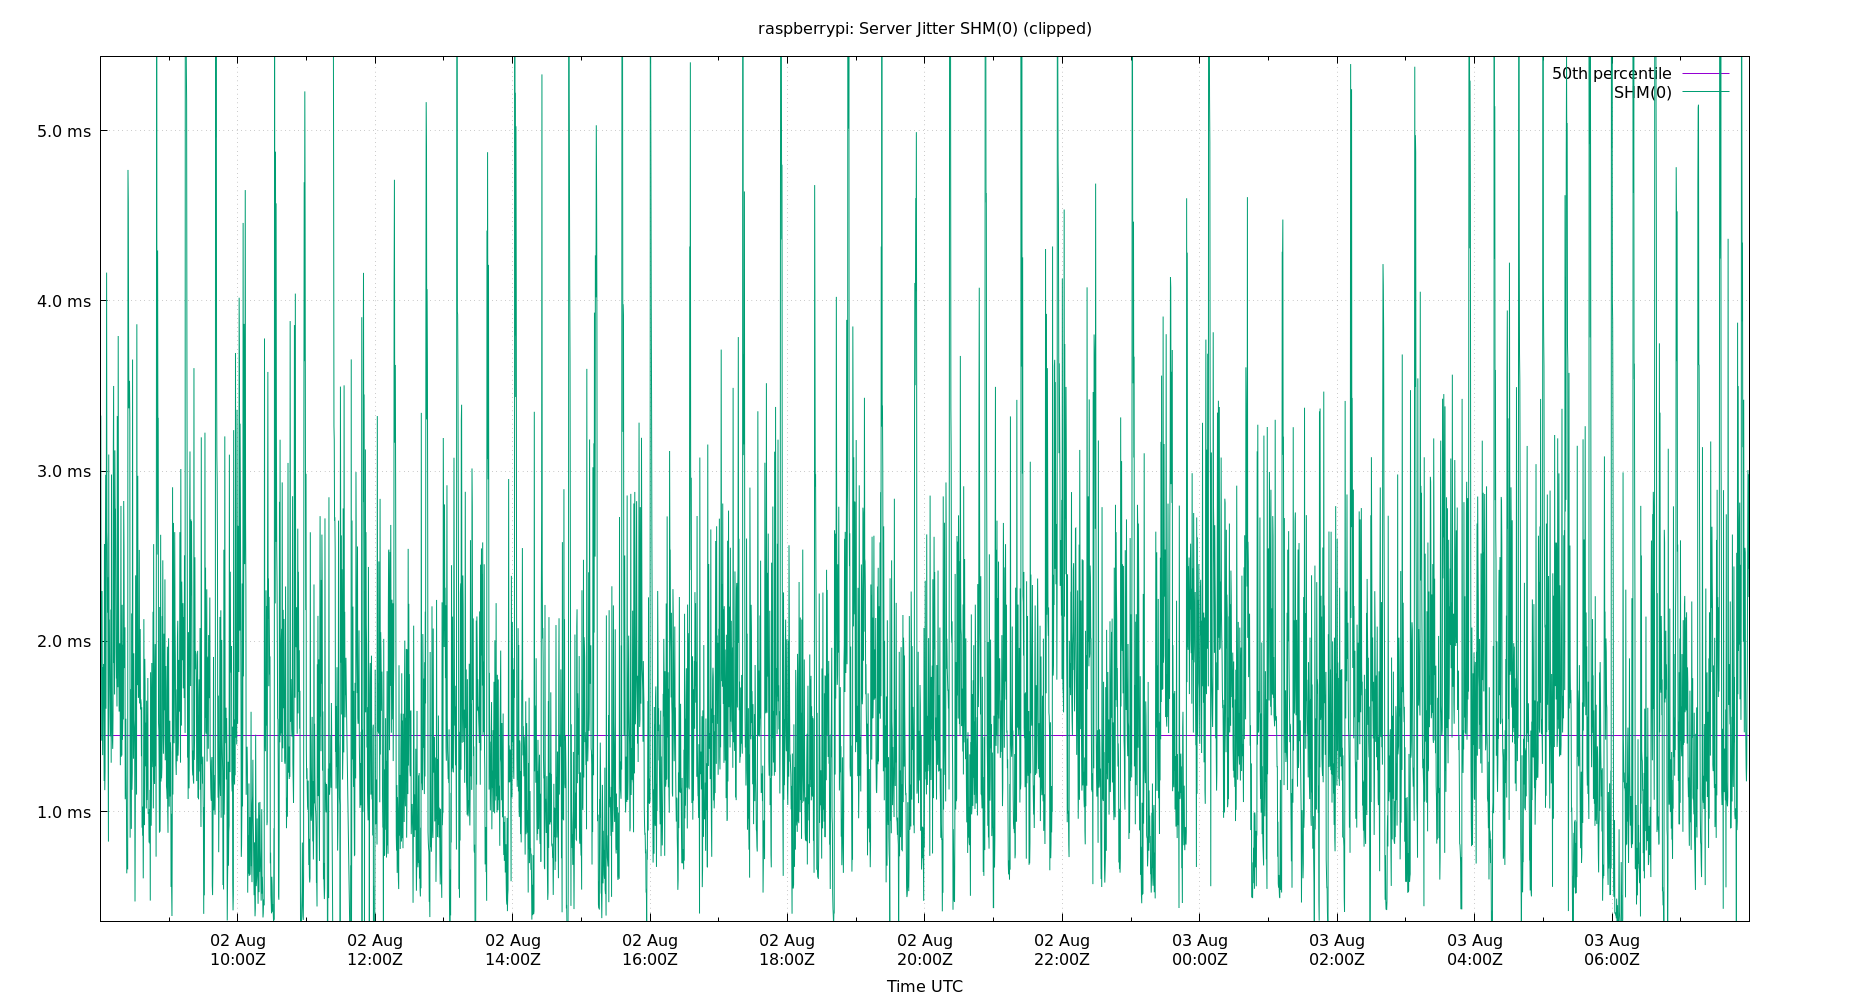 raspberrypi: Server Jitter SHM(0) (clipped)
50th percentile
SHM(0)
5.0 ms
4.0 ms
3.0 ms
2.0 ms
1.0 ms
02 Aug 02 Aug 02 Aug 02 Aug 02 Aug 02 Aug 02 Aug 03 Aug 03 Aug 03 Aug 03 Aug
10:00Z 12:00Z 14:00Z 16:00Z 18:00Z 20:00Z 22:00Z 00:00Z 02:00Z 04:00Z 06:00Z
Time UTC